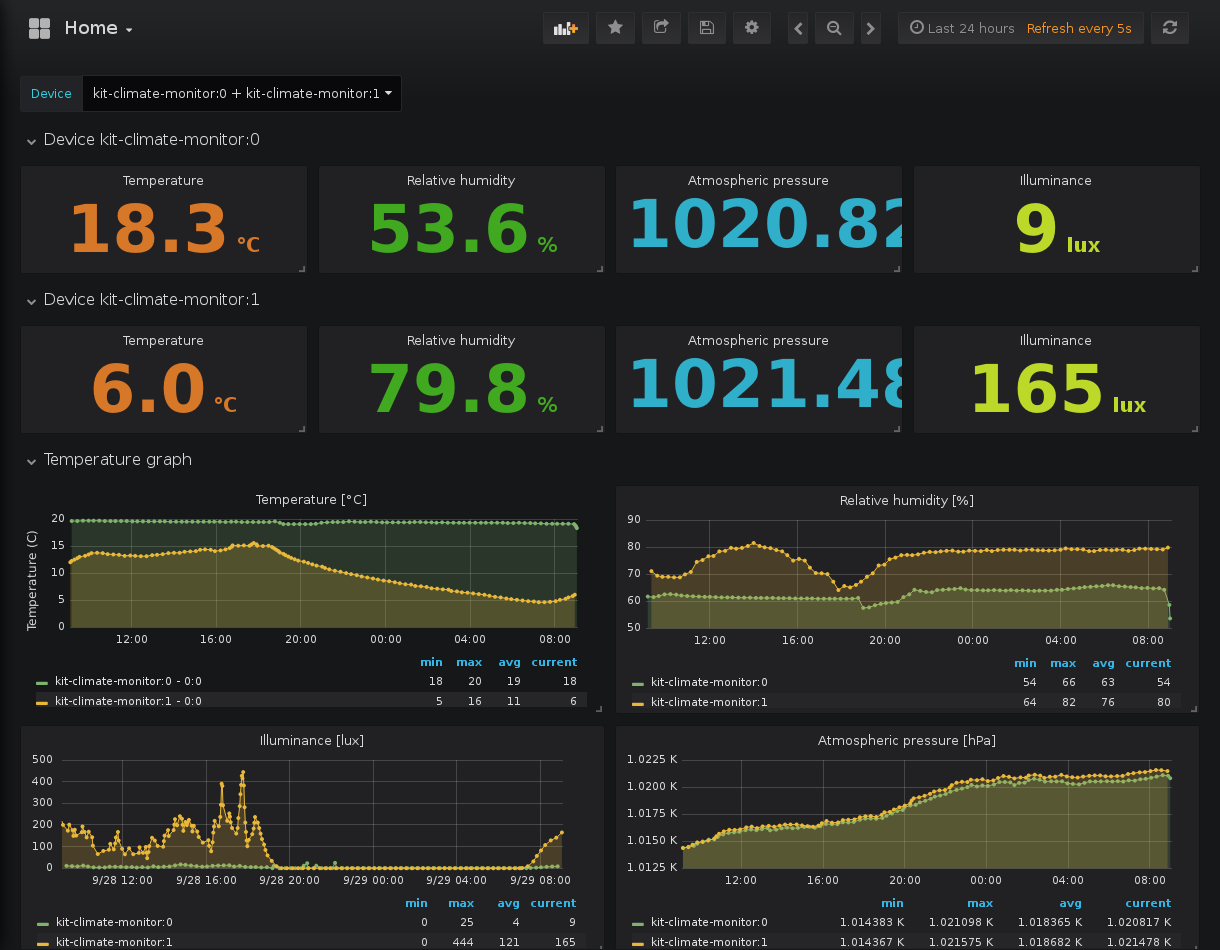 Home
Last 24 hours Refresh every 5s
Device kit-climate-monitor:0 + kit-climate-monitor:1
Device kit-climate-monitor:0
Temperature Relative humidity Atmospheric pressure Illuminance
18.3 °C 53.6 % 1020.82 9 lux
Device kit-climate-monitor:1
Temperature Relative humidity Atmospheric pressure Illuminance
6.0 °C 79.8 % 1021.48 165 lux
Temperature graph
Temperature [°C]
Temperature (C)
20
15
10
5
0
12:00 16:00 20:00 00:00 04:00 08:00
min max avg current
kit-climate-monitor:0 - 0:0 18 20 19 18
kit-climate-monitor:1 - 0:0 5 16 11 6
Relative humidity [%]
90
80
70
60
50
12:00 16:00 20:00 00:00 04:00 08:00
min max avg current
kit-climate-monitor:0 54 66 63 54
kit-climate-monitor:1 64 82 76 80
Illuminance [lux]
500
400
300
200
100
0
9/28 12:00 9/28 16:00 9/28 20:00 9/29 00:00 9/29 04:00 9/29 08:00
min max avg current
kit-climate-monitor:0 0 25 4 9
kit-climate-monitor:1 0 444 121 165
Atmospheric pressure [hPa]
1.0225 K
1.0200 K
1.0175 K
1.0150 K
1.0125 K
12:00 16:00 20:00 00:00 04:00 08:00
min max avg current
kit-climate-monitor:0 1.014383 K 1.021098 K 1.018365 K 1.020817 K
kit-climate-monitor:1 1.014367 K 1.021575 K 1.018682 K 1.021478 K